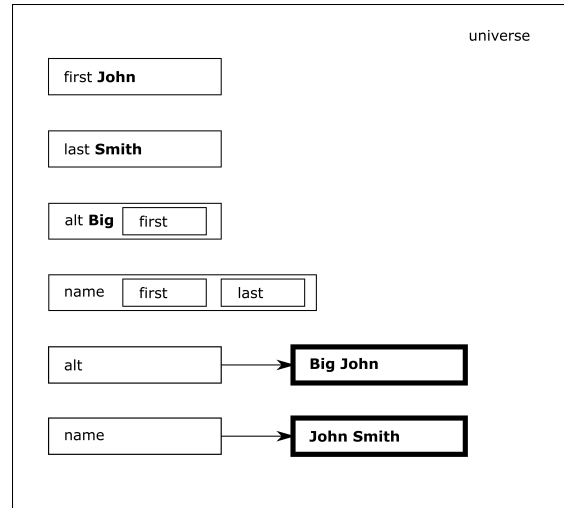 universe
first John
last Smith
alt Big first
name first last
alt Big John
name John Smith